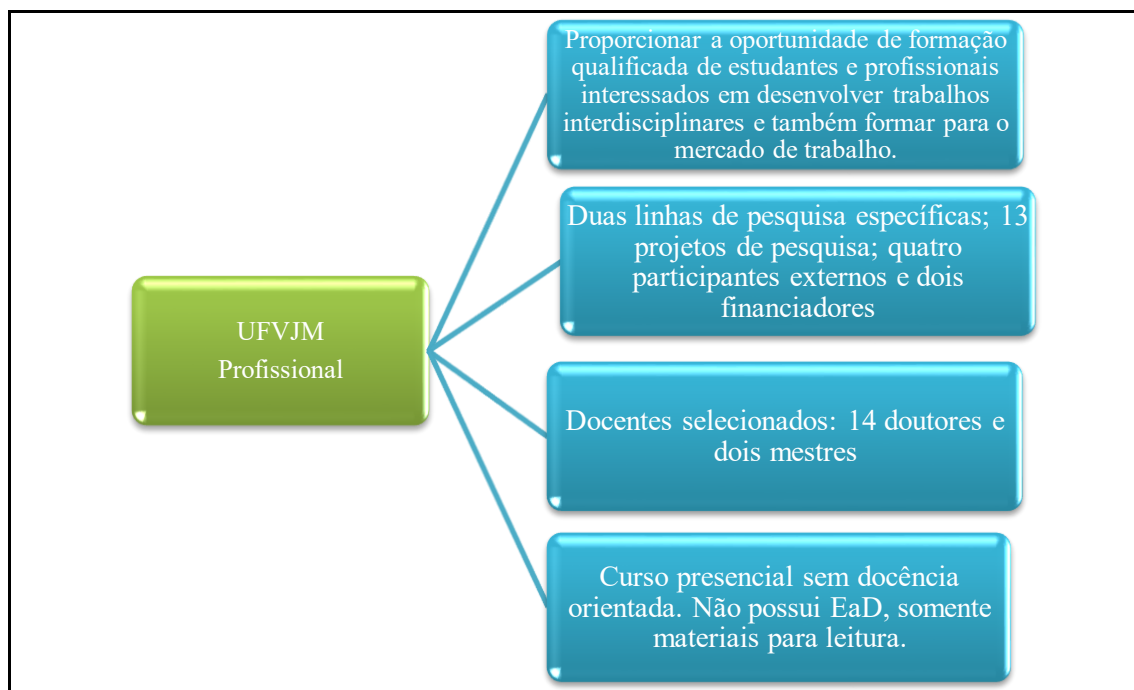 Proporcionar a oportunidade de formação
qualificada de estudantes e profissionais
interessados em desenvolver trabalhos
interdisciplinares e também formar para o
mercado de trabalho.
Duas linhas de pesquisa específicas; 13
projetos de pesquisa; quatro
participantes externos e dois
financiadores
UFVJM
Profissional
Docentes selecionados: 14 doutores e
dois mestres
Curso presencial sem docência
orientada. Não possui EaD, somente
materiais para leitura.